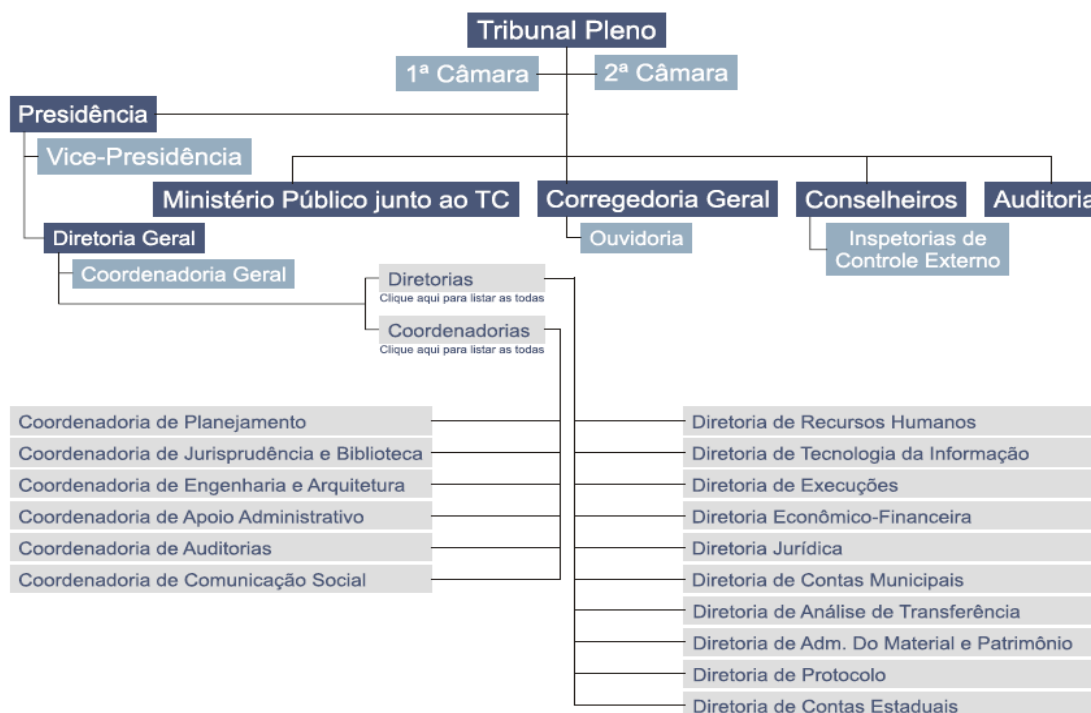 Tribunal Pleno
1ª Câmara
2ª Câmara
Presidência
Vice-Presidência
Ministério Público junto ao TC
Corregedoria Geral
Conselheiros
Auditoria
Diretoria Geral
Ouvidoria
Inspetorias de
Controle Externo
Coordenadoria Geral
Diretorias
Clique aqui para listar as todas
Coordenadorias
Clique aqui para listar as todas
Coordenadoria de Planejamento
Coordenadoria de Jurisprudência e Biblioteca
Coordenadoria de Engenharia e Arquitetura
Coordenadoria de Apoio Administrativo
Coordenadoria de Auditorias
Coordenadoria de Comunicação Social
Diretoria de Recursos Humanos
Diretoria de Tecnologia da Informação
Diretoria de Execuções
Diretoria Econômico-Financeira
Diretoria Jurídica
Diretoria de Contas Municipais
Diretoria de Análise de Transferência
Diretoria de Adm. Do Material e Patrimônio
Diretoria de Protocolo
Diretoria de Contas Estaduais